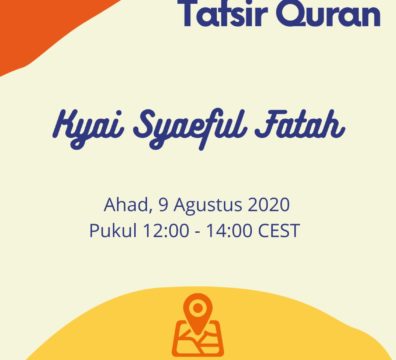 Tafsir Quran
Kyai Syaeful Fatah
Ahad, 9 Agustus 2020
Pukul 12:00 - 14:00 CEST